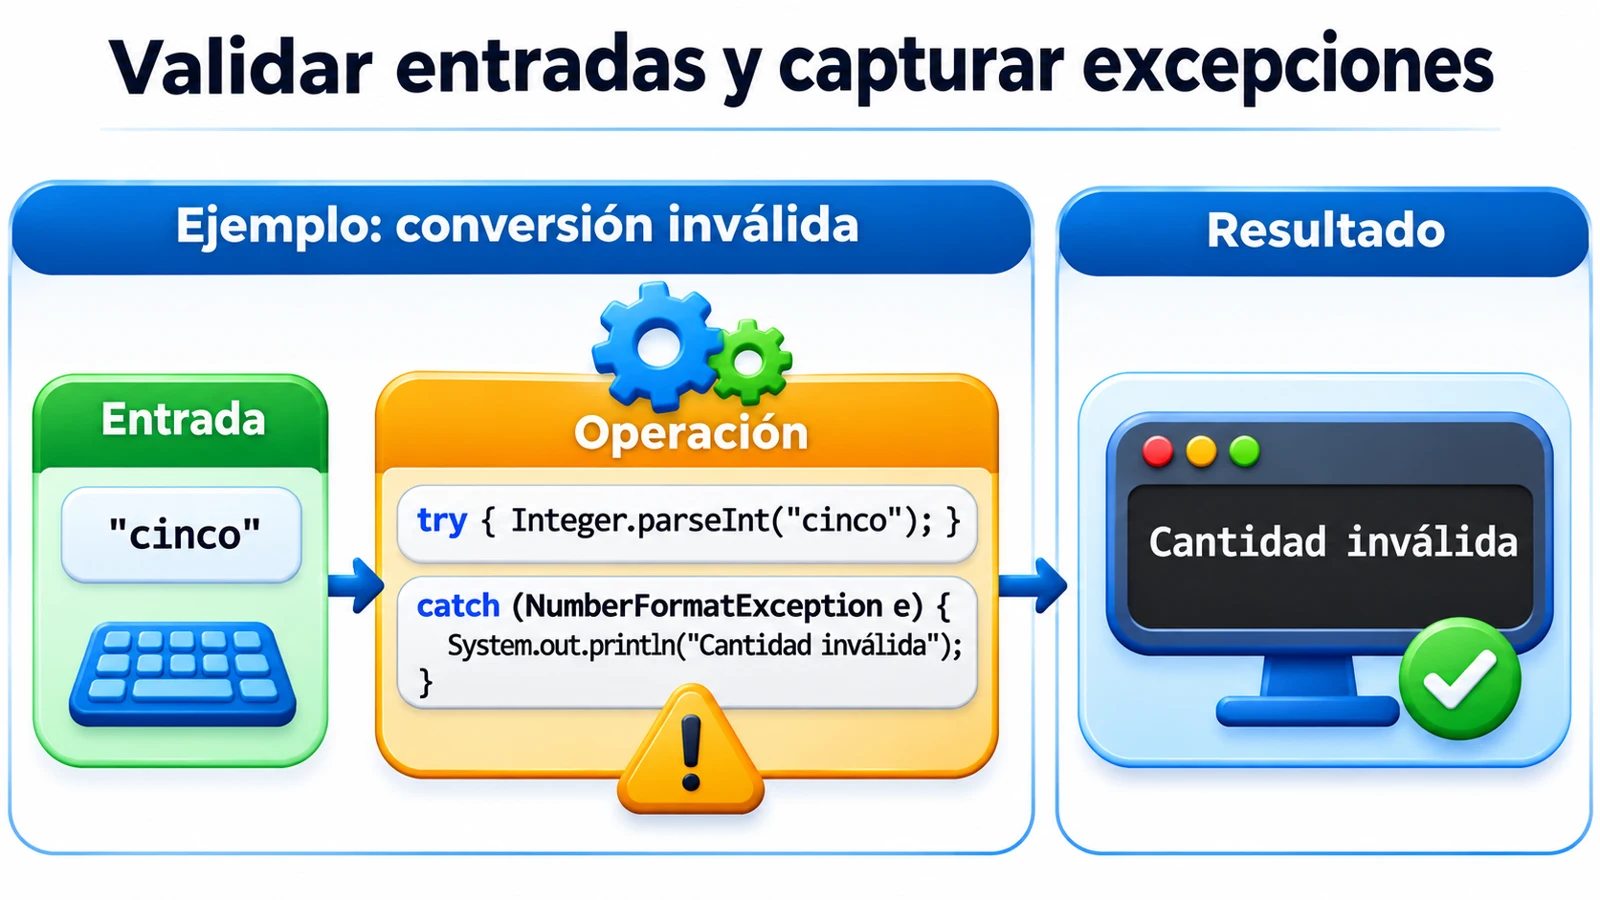 Validar entradas y capturar excepciones
Ejemplo: conversión inválida
Entrada
"cinco"
Operación
try { Integer.parseInt("cinco"); }
catch (NumberFormatException e) {
System.out.println("Cantidad inválida");
}
Resultado
Cantidad inválida